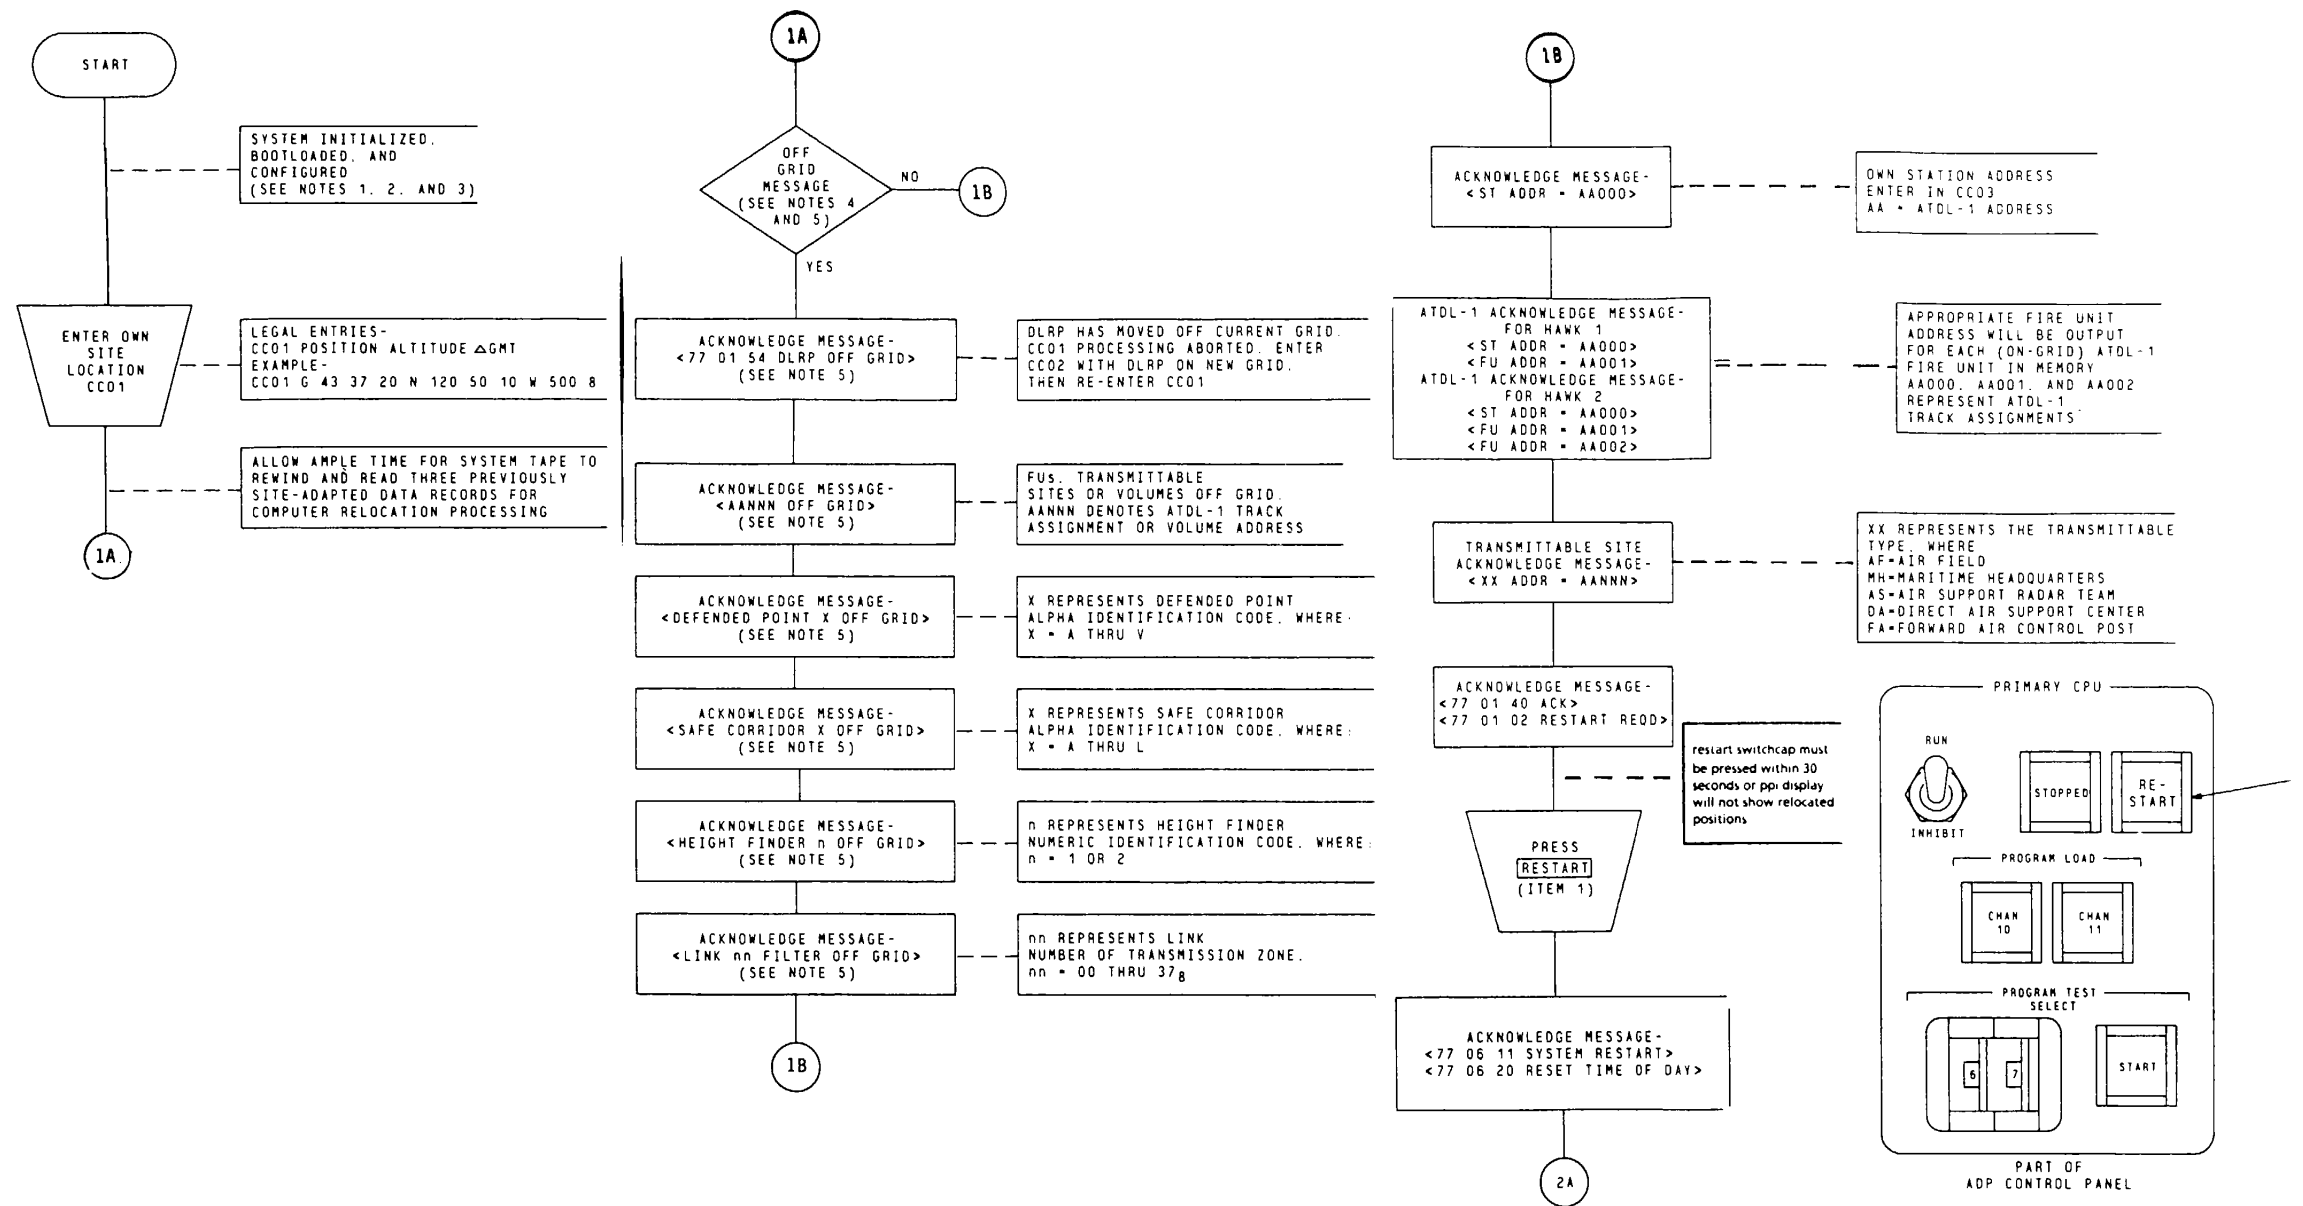 START
SYSTEM INITIALIZED,
BOOTLOADED, AND
CONFIGURED
(SEE NOTES 1, 2, AND 3)
ENTER OWN
SITE
LOCATION
CC01
LEGAL ENTRIES-
CC01 POSITION ALTITUDE △GMT
EXAMPLE-
CC01 G 43 37 20 N 120 50 10 W 500 8
ALLOW AMPLE TIME FOR SYSTEM TAPE TO
REWIND AND READ THREE PREVIOUSLY
SITE-ADAPTED DATA RECORDS FOR
COMPUTER RELOCATION PROCESSING
1A
1A
OFF
GRID
MESSAGE
(SEE NOTES 4
AND 5)
NO
1B
YES
ACKNOWLEDGE MESSAGE-
<77 01 54 DLRP OFF GRID>
(SEE NOTE 5)
DLRP HAS MOVED OFF CURRENT GRID.
CC01 PROCESSING ABORTED. ENTER
CC02 WITH DLRP ON NEW GRID,
THEN RE-ENTER CC01
ACKNOWLEDGE MESSAGE-
<AANNN OFF GRID>
(SEE NOTE 5)
FUs, TRANSMITTABLE
SITES OR VOLUMES OFF GRID.
AANNN DENOTES ATDL-1 TRACK
ASSIGNMENT OR VOLUME ADDRESS
ACKNOWLEDGE MESSAGE-
<DEFENDED POINT X OFF GRID>
(SEE NOTE 5)
X REPRESENTS DEFENDED POINT
ALPHA IDENTIFICATION CODE, WHERE:
X = A THRU V
ACKNOWLEDGE MESSAGE-
<SAFE CORRIDOR X OFF GRID>
(SEE NOTE 5)
X REPRESENTS SAFE CORRIDOR
ALPHA IDENTIFICATION CODE, WHERE:
X = A THRU L
ACKNOWLEDGE MESSAGE-
<HEIGHT FINDER n OFF GRID>
(SEE NOTE 5)
n REPRESENTS HEIGHT FINDER
NUMERIC IDENTIFICATION CODE, WHERE:
n = 1 OR 2
ACKNOWLEDGE MESSAGE-
<LINK nn FILTER OFF GRID>
(SEE NOTE 5)
nn REPRESENTS LINK
NUMBER OF TRANSMISSION ZONE,
nn = 00 THRU 37₈
1B
1B
ACKNOWLEDGE MESSAGE-
<ST ADDR = AA000>
OWN STATION ADDRESS
ENTER IN CC03
AA = ATDL-1 ADDRESS
ATDL-1 ACKNOWLEDGE MESSAGE-
FOR HAWK 1
<ST ADDR = AA000>
<FU ADDR = AA001>
ATDL-1 ACKNOWLEDGE MESSAGE-
FOR HAWK 2
<ST ADDR = AA000>
<FU ADDR = AA001>
<FU ADDR = AA002>
APPROPRIATE FIRE UNIT
ADDRESS WILL BE OUTPUT
FOR EACH (ON-GRID) ATDL-1
FIRE UNIT IN MEMORY
AA000, AA001, AND AA002
REPRESENT ATDL-1
TRACK ASSIGNMENTS
TRANSMITTABLE SITE
ACKNOWLEDGE MESSAGE-
<XX ADDR = AANNN>
XX REPRESENTS THE TRANSMITTABLE
TYPE, WHERE
AF=AIR FIELD
MH=MARITIME HEADQUARTERS
AS=AIR SUPPORT RADAR TEAM
DA=DIRECT AIR SUPPORT CENTER
FA=FORWARD AIR CONTROL POST
ACKNOWLEDGE MESSAGE-
<77 01 40 ACK>
<77 01 02 RESTART REQD>
restart switchcap must
be pressed within 30
seconds or ppi display
will not show relocated
positions
PRESS
RESTART
(ITEM 1)
ACKNOWLEDGE MESSAGE-
<77 06 11 SYSTEM RESTART>
<77 06 20 RESET TIME OF DAY>
2A
PRIMARY CPU
RUN
INHIBIT
STOPPED
RE-
START
PROGRAM LOAD
CHAN
10
CHAN
11
PROGRAM TEST
SELECT
6 7
START
PART OF
ADP CONTROL PANEL